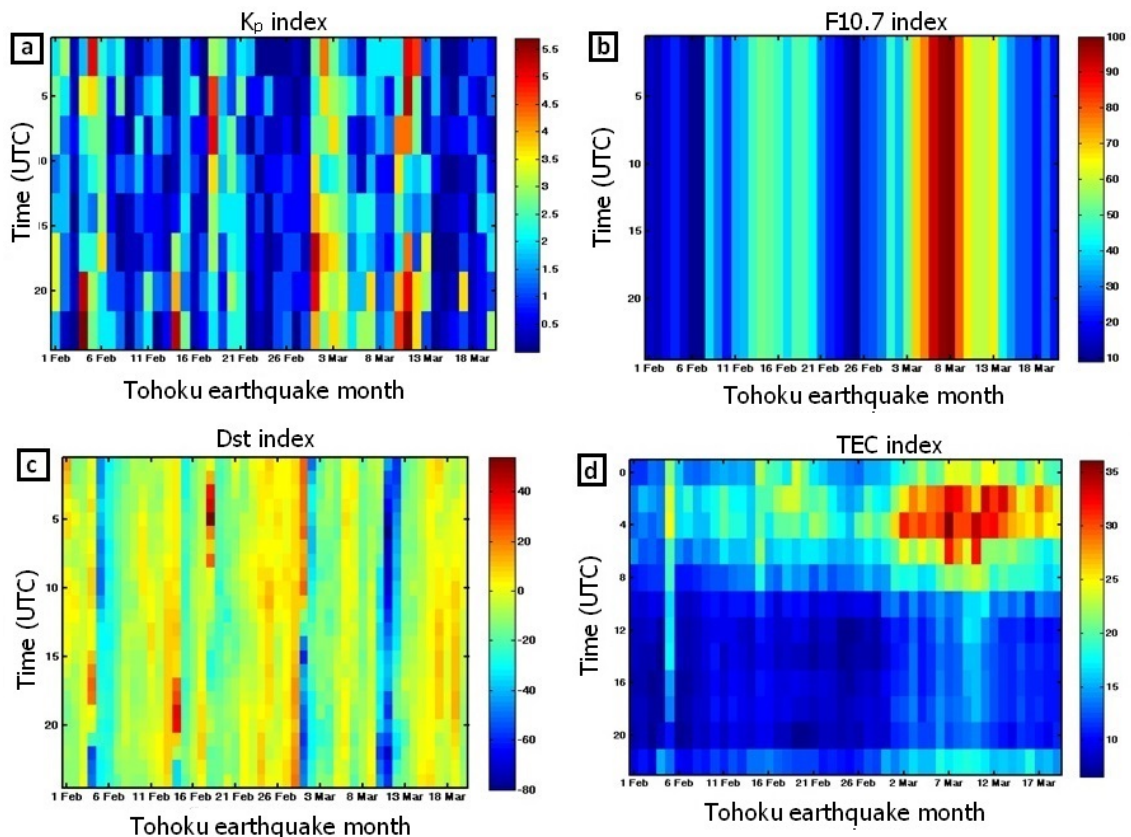 Kp index
a
Time (UTC)
5
10
15
20
1 Feb 6 Feb 11 Feb 16 Feb 21 Feb 26 Feb 3 Mar 8 Mar 13 Mar 18 Mar
Tohoku earthquake month
5.5
5
4.5
4
3.5
3
2.5
2
1.5
1
0.5
F10.7 index
b
Time (UTC)
5
10
15
20
1 Feb 6 Feb 11 Feb 16 Feb 21 Feb 26 Feb 3 Mar 8 Mar 13 Mar 18 Mar
Tohoku earthquake month
100
90
80
70
60
50
40
30
20
10
Dst index
c
Time (UTC)
5
10
15
20
1 Feb 6 Feb 11 Feb 16 Feb 21 Feb 26 Feb 3 Mar 8 Mar 13 Mar 18 Mar
Tohoku earthquake month
40
20
0
-20
-40
-60
-80
TEC index
d
Time (UTC)
0
4
8
12
16
20
1 Feb 6 Feb 11 Feb 16 Feb 21 Feb 26 Feb 2 Mar 7 Mar 12 Mar 17 Mar
Tohoku earthquake month
35
30
25
20
15
10